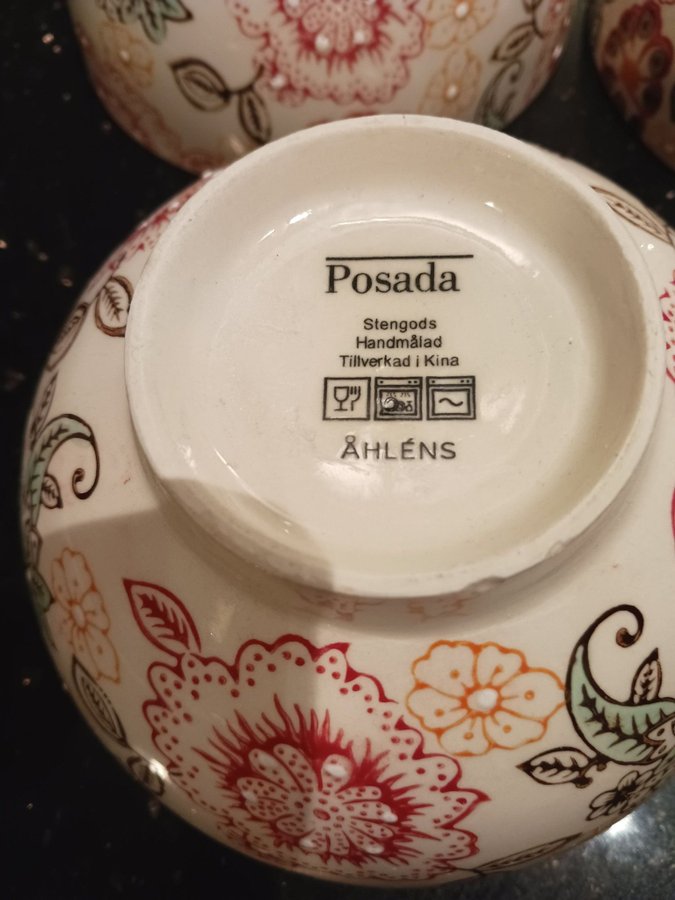 Posada
Stengods
Handmålad
Tillverkad i Kina
ÅHLÉNS